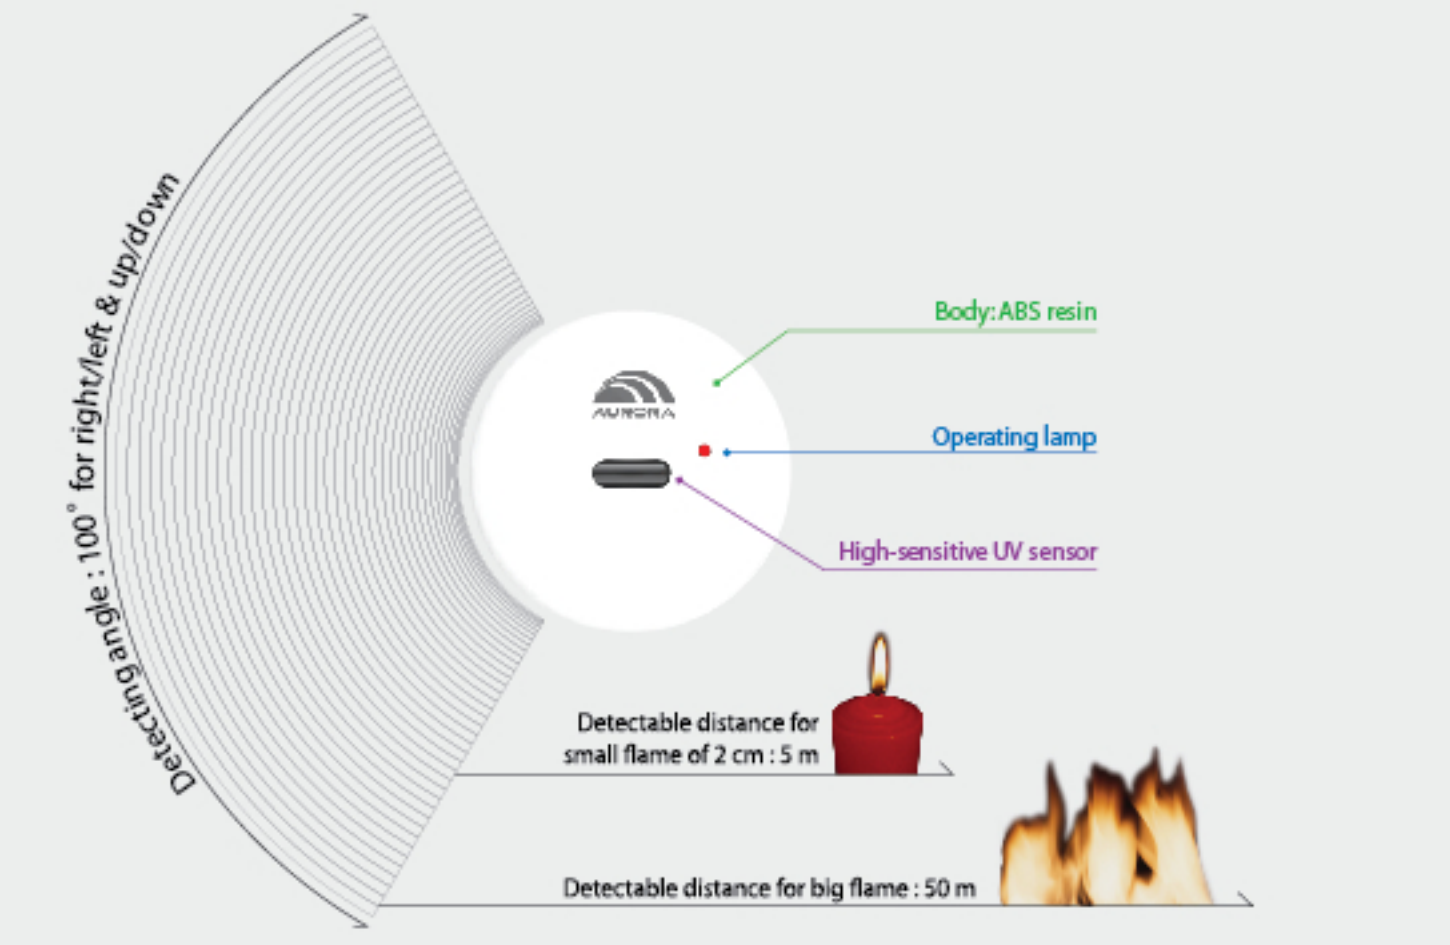 Detecting angle : 100° for right/left & up/down
AURORA
Body: ABS resin
Operating lamp
High-sensitive UV sensor
Detectable distance for
small flame of 2 cm : 5 m
Detectable distance for big flame : 50 m